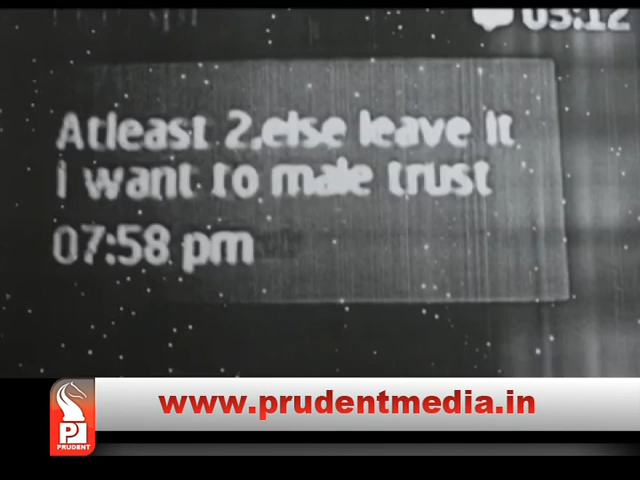 03:12
Atleast 2,else leave it
I want to male trust
07:58 pm
www.prudentmedia.in
P
PRUDENT